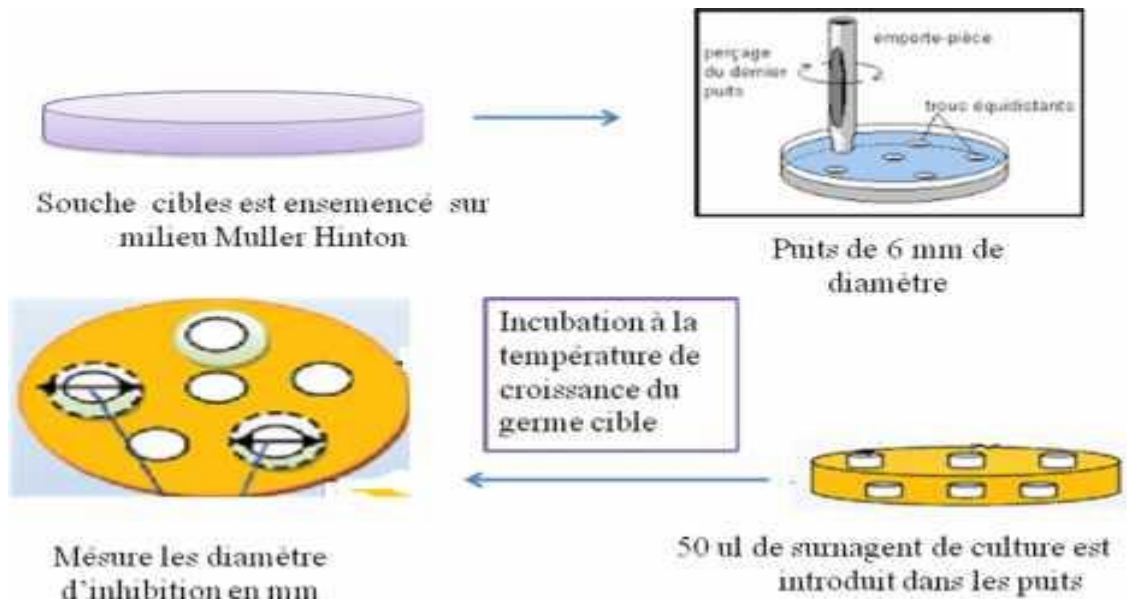 perçage
du dernier
puits
emporte-pièce
trous équidistants
Souche cibles est ensemencé sur
milieu Muller Hinton
Puits de 6 mm de
diamètre
Incubation à la
température de
croissance du
germe cible
50 ul de surnagent de culture est
introduit dans les puits
Mésure les diamètre
d'inhibition en mm